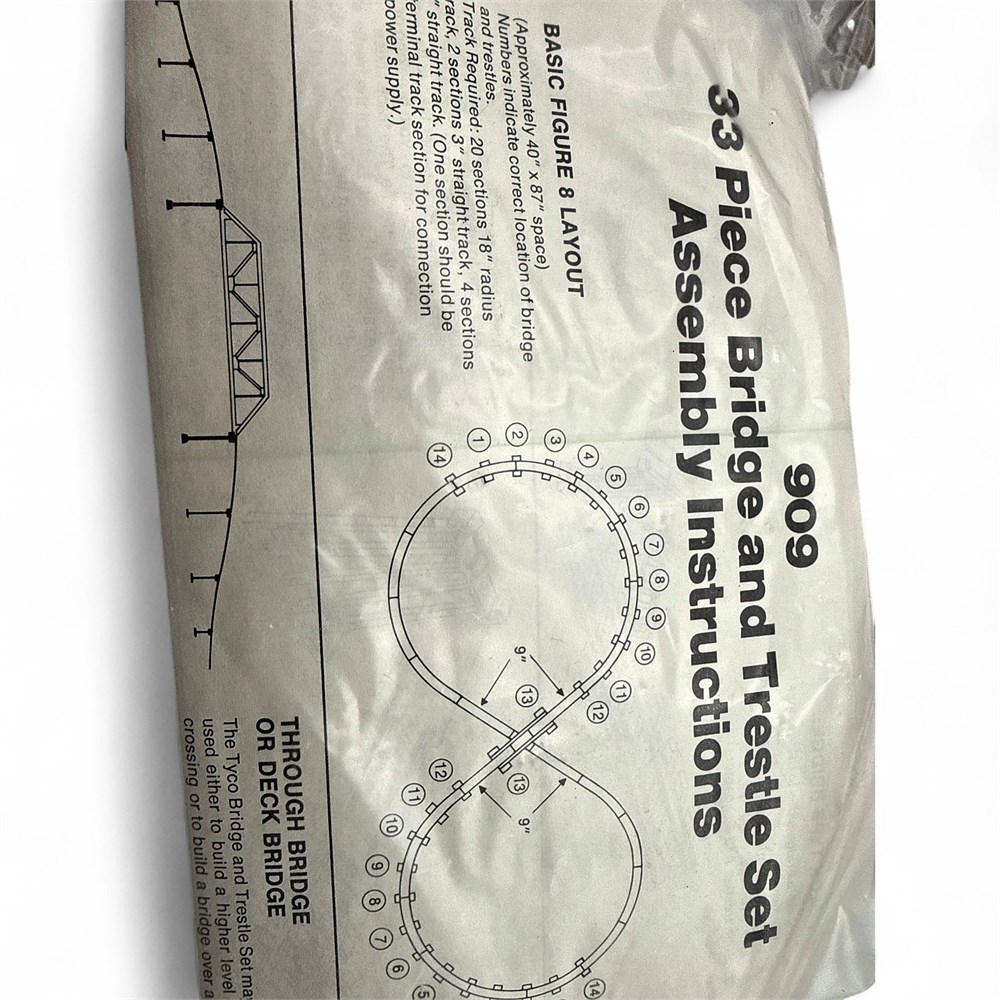 909
33 Piece Bridge and Trestle Set
Assembly Instructions
BASIC FIGURE 8 LAYOUT
(Approximately 40" x 87" space)
Numbers indicate correct location of bridge
and trestles.
Track Required: 20 sections 18" radius
rack, 2 sections 3" straight track, 4 sections
" straight track. (One section should be
erminal track section for connection
power supply.)
14
1
2
3
4
5
6
7
8
9
10
11
12
13
9"
13
9"
12
11
10
9
8
7
6
5
14
THROUGH BRIDGE
OR DECK BRIDGE
The Tyco Bridge and Trestle Set may
used either to build a higher level
crossing or to build a bridge over a